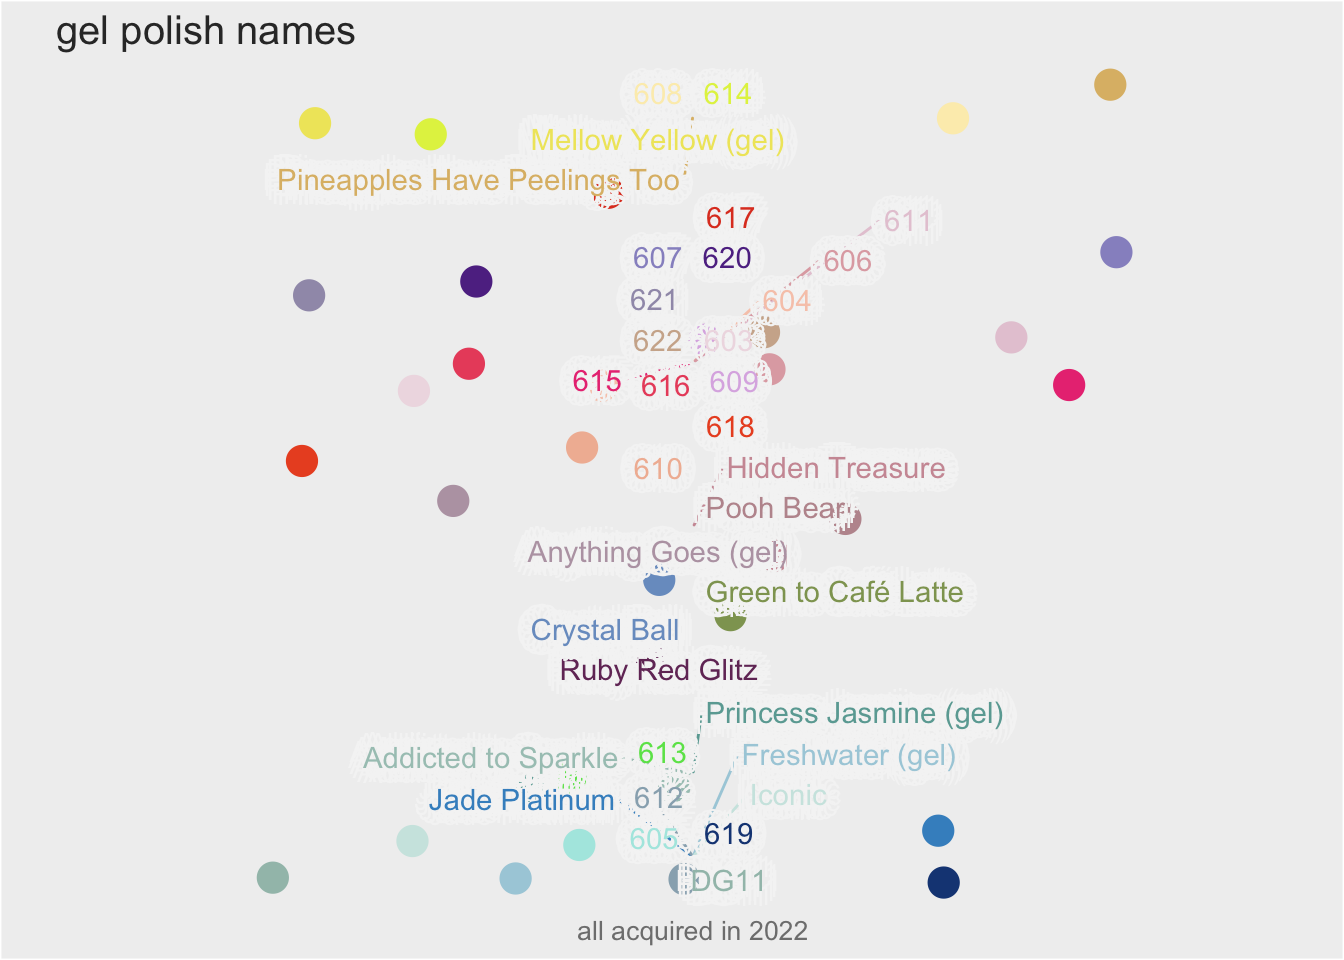 gel polish names
608 614
Mellow Yellow (gel)
Pineapples Have Peelings Too
617
611
607 620
606
621
604
622 603
615 616 609
618
610
Hidden Treasure
Pooh Bear
Anything Goes (gel)
Green to Café Latte
Crystal Ball
Ruby Red Glitz
Princess Jasmine (gel)
Addicted to Sparkle
613
Freshwater (gel)
Jade Platinum
612
Iconic
605 619
DG11
all acquired in 2022